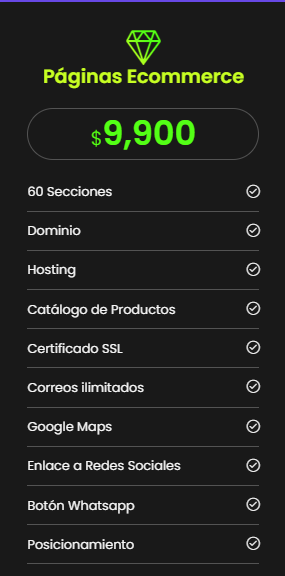 Páginas Ecommerce
$9,900
60 Secciones
Dominio
Hosting
Catálogo de Productos
Certificado SSL
Correos ilimitados
Google Maps
Enlace a Redes Sociales
Botón Whatsapp
Posicionamiento